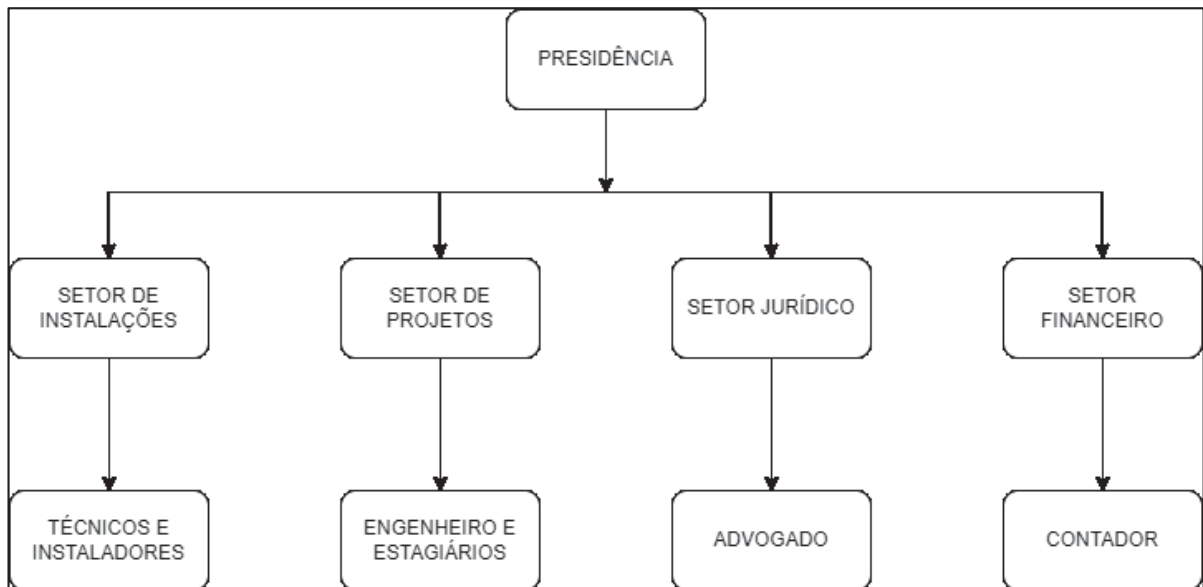 PRESIDÊNCIA
SETOR DE
INSTALAÇÕES
SETOR DE
PROJETOS
SETOR JURÍDICO
SETOR
FINANCEIRO
TÉCNICOS E
INSTALADORES
ENGENHEIRO E
ESTAGIÁRIOS
ADVOGADO
CONTADOR